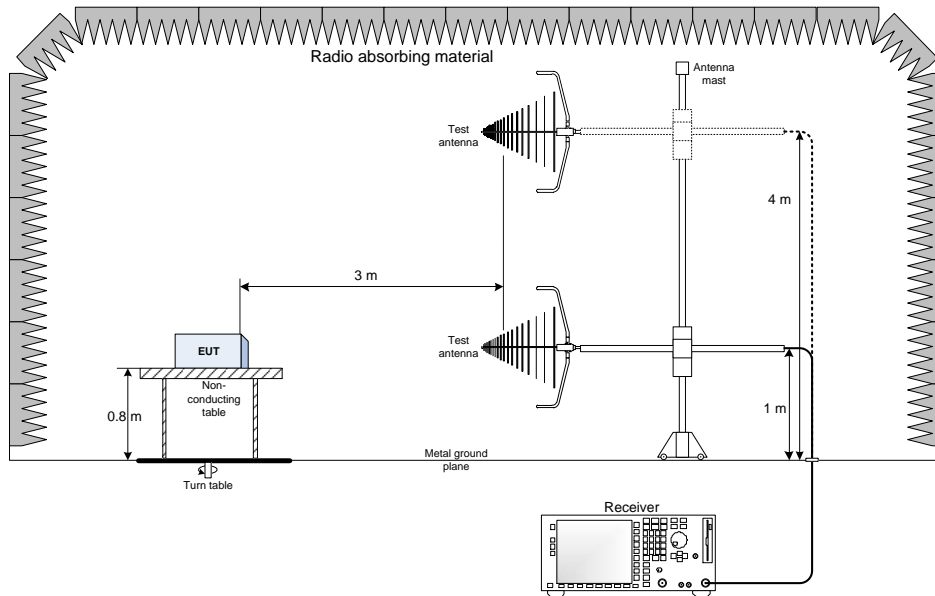 Radio absorbing material
Antenna
mast
Test
antenna
4 m
3 m
Test
antenna
EUT
Non-
conducting
table
0.8 m
1 m
Metal ground
plane
Turn table
Receiver